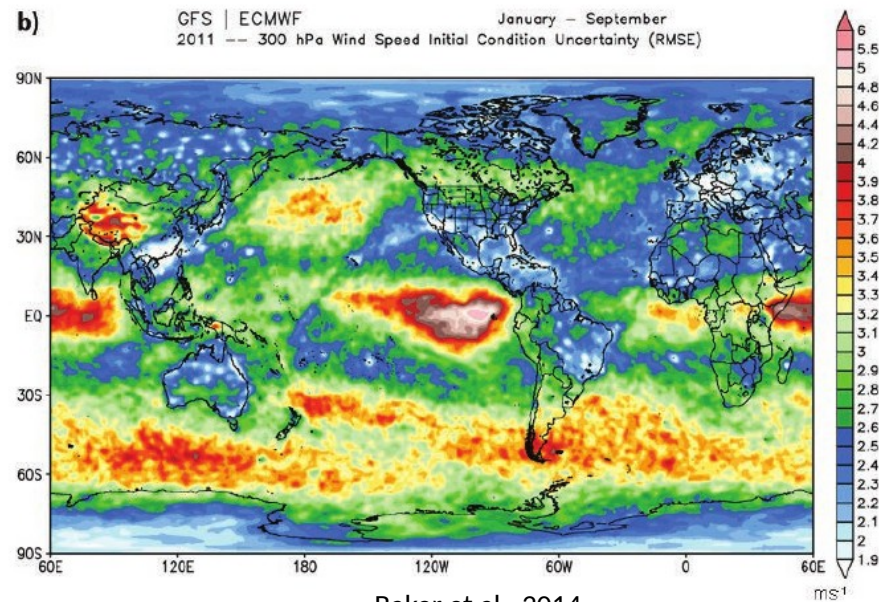 b)
GFS | ECMWF January – September
2011 –– 300 hPa Wind Speed Initial Condition Uncertainty (RMSE)
90N
60N
30N
EQ
30S
60S
90S
60E 120E 180 120W 60W 0 60E
6
5.5
5
4.8
4.6
4.4
4.2
4
3.9
3.8
3.7
3.6
3.5
3.4
3.3
3.2
3.1
3
2.9
2.8
2.7
2.6
2.5
2.4
2.3
2.2
2.1
2
1.9
ms⁻¹
Baker et al., 2014